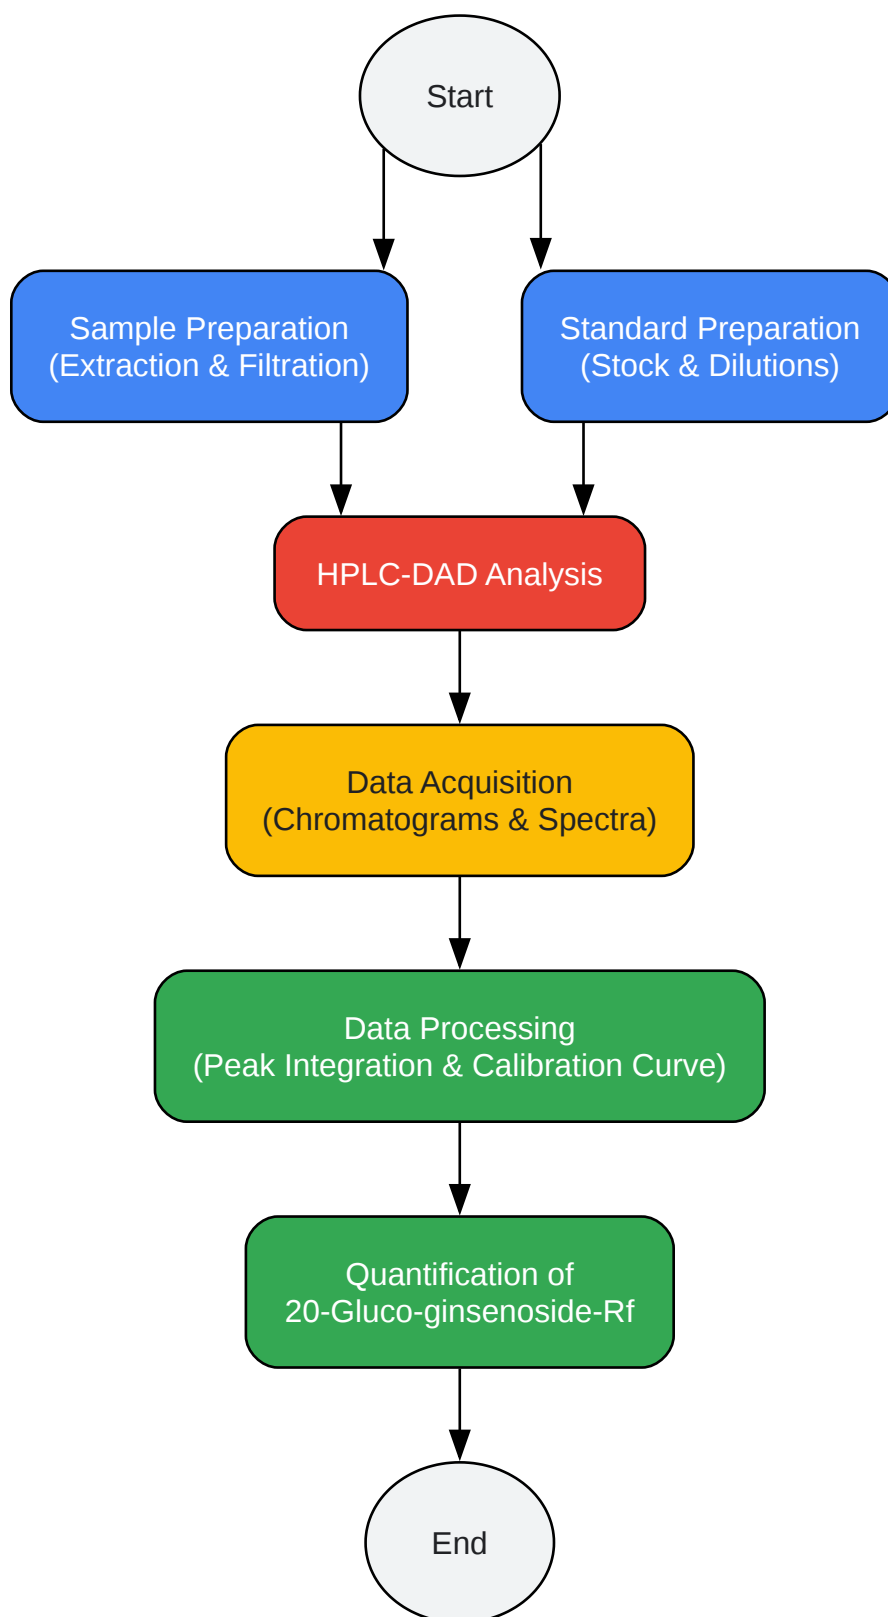 Start
Sample Preparation
(Extraction & Filtration)
Standard Preparation
(Stock & Dilutions)
HPLC-DAD Analysis
Data Acquisition
(Chromatograms & Spectra)
Data Processing
(Peak Integration & Calibration Curve)
Quantification of
20-Gluco-ginsenoside-Rf
End